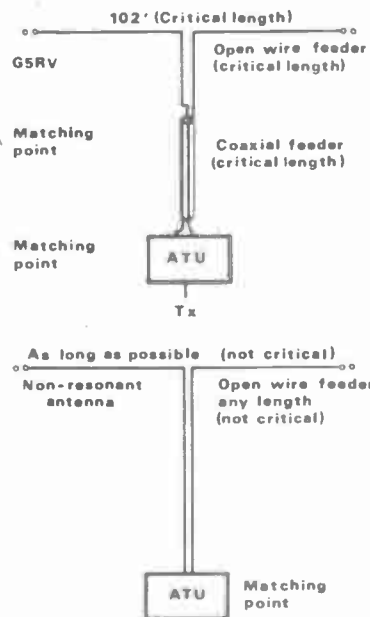 102' (Critical length)
G5RV
Open wire feeder
(critical length)
Matching
point
Coaxial feeder
(critical length)
Matching
point
ATU
Tx
As long as possible (not critical)
Non-resonant
antenna
Open wire feeder
any length
(not critical)
ATU
Matching
point